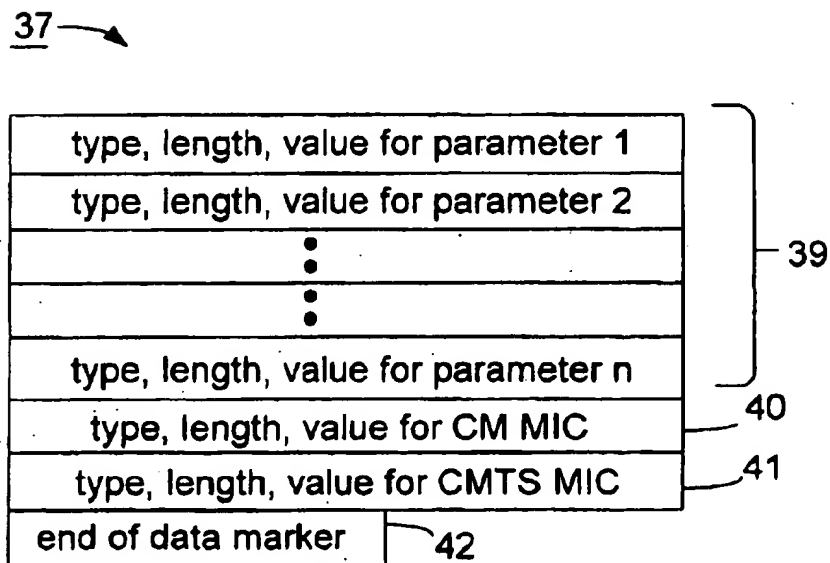 37
type, length, value for parameter 1
type, length, value for parameter 2
39
type, length, value for parameter n
type, length, value for CM MIC
40
type, length, value for CMTS MIC
41
end of data marker
42